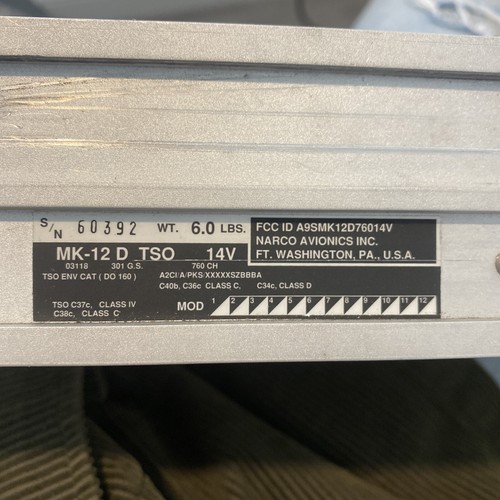 S/N 60392 WT. 6.0 LBS.
FCC ID A9SMK12D76014V
NARCO AVIONICS INC.
FT. WASHINGTON, PA., U.S.A.
MK-12 D TSO 14V
03118 301 G.S. 760 CH
TSO ENV CAT ( DO 160 ) A2CI/A/PKS/XXXXXSZBBBA
C40b, C36c CLASS C, C34c, CLASS D
TSO C37c, CLASS IV
C38c, CLASS C
MOD 1 2 3 4 5 6 7 8 9 10 11 12